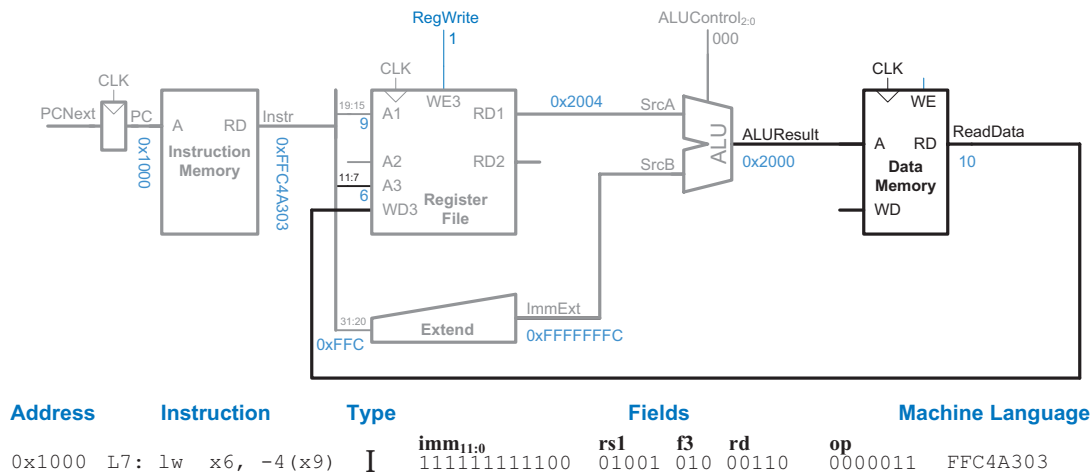 RegWrite
ALUControl2:0
1
000
CLK
CLK
CLK
PCNext
PC
A
RD
Instr
Instruction
Memory
0x1000
0xFFC4A303
19:15
9
A1
WE3
RD1
A2
RD2
11:7
6
A3
WD3
Register
File
0x2004
SrcA
SrcB
ALU
ALUResult
0x2000
WE
A
RD
Data
Memory
WD
ReadData
10
31:20
0xFFC
Extend
ImmExt
0xFFFFFFFC
Address Instruction Type Fields Machine Language
imm11:0 rs1 f3 rd op
0x1000 L7: lw x6, -4(x9) I 111111111100 01001 010 00110 0000011 FFC4A303